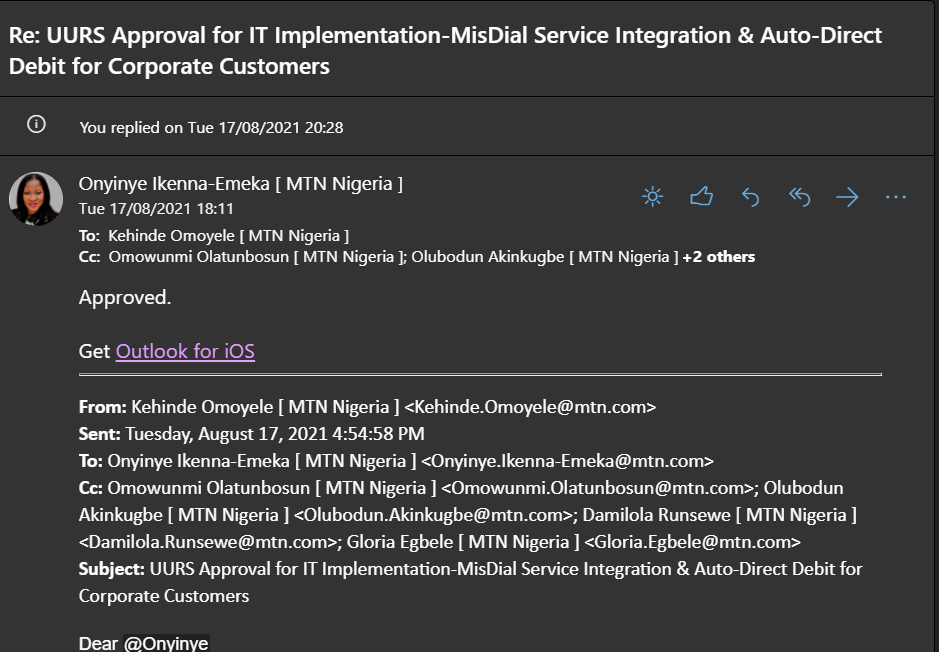 Re: UURS Approval for IT Implementation-MisDial Service Integration & Auto-Direct
Debit for Corporate Customers
You replied on Tue 17/08/2021 20:28
Onyinye Ikenna-Emeka [ MTN Nigeria ]
Tue 17/08/2021 18:11
To: Kehinde Omoyele [ MTN Nigeria ]
Cc: Omowunmi Olatunbosun [ MTN Nigeria ]; Olubodun Akinkugbe [ MTN Nigeria ] +2 others
Approved.
Get Outlook for iOS
From: Kehinde Omoyele [ MTN Nigeria ] <Kehinde.Omoyele@mtn.com>
Sent: Tuesday, August 17, 2021 4:54:58 PM
To: Onyinye Ikenna-Emeka [ MTN Nigeria ] <Onyinye.Ikenna-Emeka@mtn.com>
Cc: Omowunmi Olatunbosun [ MTN Nigeria ] <Omowunmi.Olatunbosun@mtn.com>; Olubodun
Akinkugbe [ MTN Nigeria ] <Olubodun.Akinkugbe@mtn.com>; Damilola Runsewe [ MTN Nigeria ]
<Damilola.Runsewe@mtn.com>; Gloria Egbele [ MTN Nigeria ] <Gloria.Egbele@mtn.com>
Subject: UURS Approval for IT Implementation-MisDial Service Integration & Auto-Direct Debit for
Corporate Customers
Dear @Onyinye